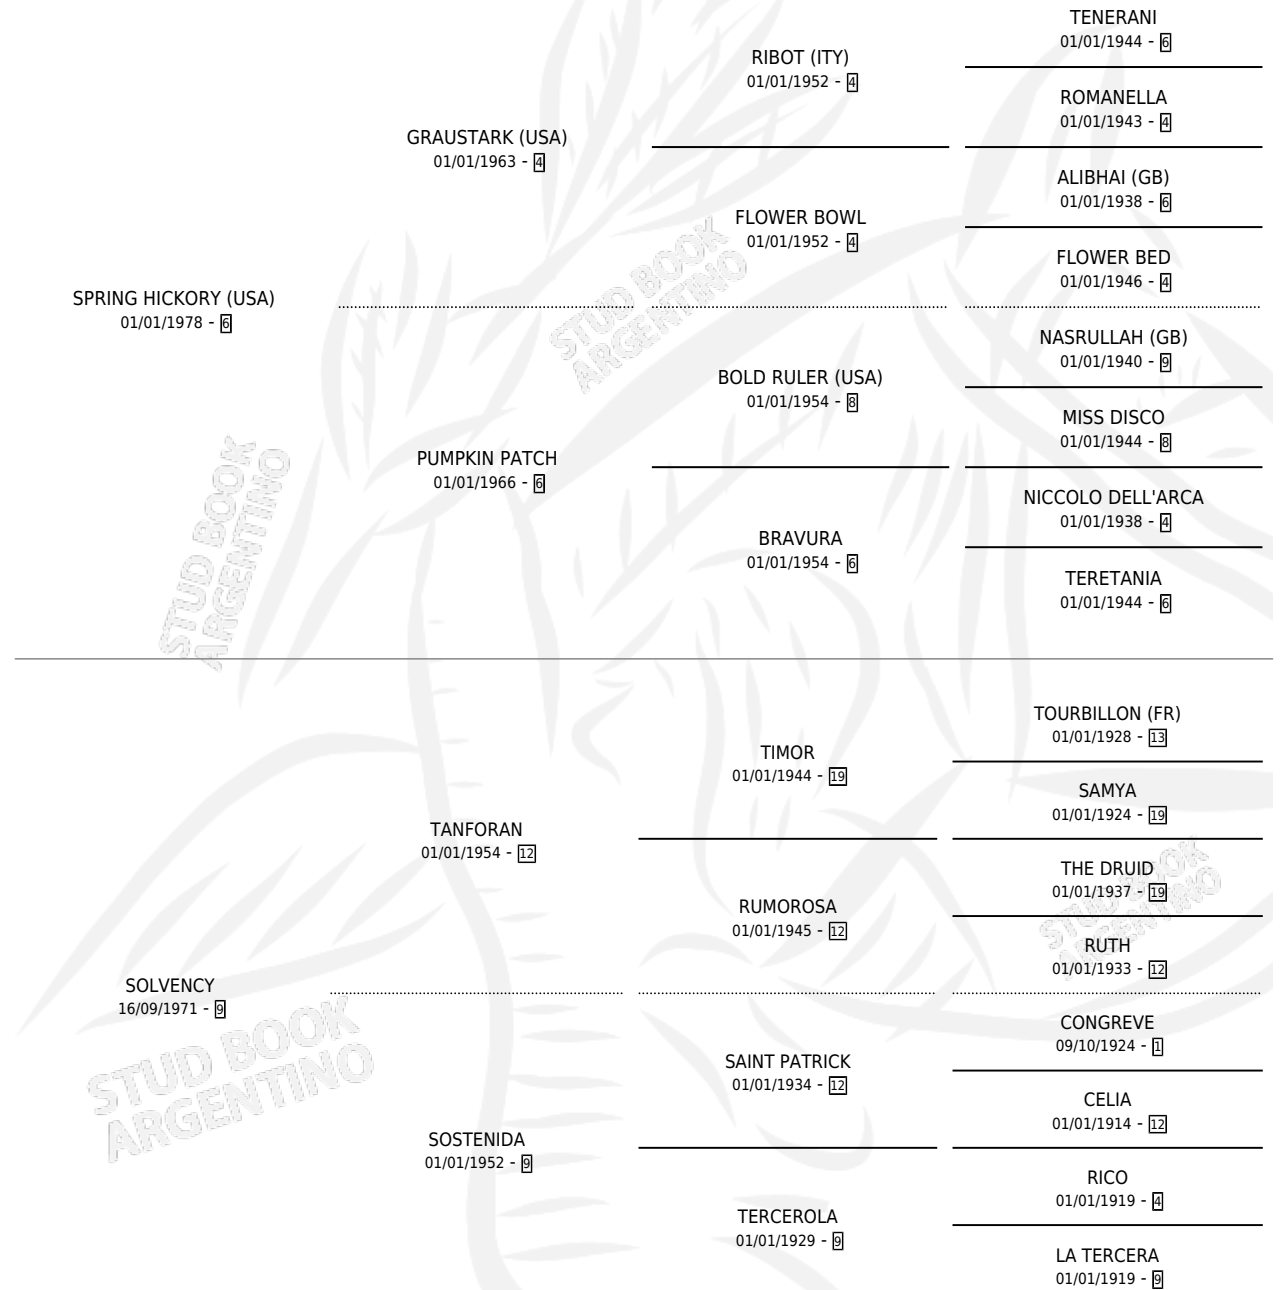 SPRING HICKORY (USA)
01/01/1978 - 6
GRAUSTARK (USA)
01/01/1963 - 4
RIBOT (ITY)
01/01/1952 - 4
TENERANI
01/01/1944 - 6
ROMANELLA
01/01/1943 - 4
FLOWER BOWL
01/01/1952 - 4
ALIBHAI (GB)
01/01/1938 - 6
FLOWER BED
01/01/1946 - 4
PUMPKIN PATCH
01/01/1966 - 6
BOLD RULER (USA)
01/01/1954 - 8
NASRULLAH (GB)
01/01/1940 - 9
MISS DISCO
01/01/1944 - 8
BRAVURA
01/01/1954 - 6
NICCOLO DELL'ARCA
01/01/1938 - 4
TERETANIA
01/01/1944 - 6
SOLVENCY
16/09/1971 - 9
TANFORAN
01/01/1954 - 12
TIMOR
01/01/1944 - 19
TOURBILLON (FR)
01/01/1928 - 13
SAMYA
01/01/1924 - 19
RUMOROSA
01/01/1945 - 12
THE DRUID
01/01/1937 - 19
RUTH
01/01/1933 - 12
SOSTENIDA
01/01/1952 - 9
SAINT PATRICK
01/01/1934 - 12
CONGREVE
09/10/1924 - 1
CELIA
01/01/1914 - 12
TERCEROLA
01/01/1929 - 9
RICO
01/01/1919 - 4
LA TERCERA
01/01/1919 - 9
STUD BOOK
ARGENTINO
STUD BOOK
ARGENTINO
STUD BOOK
ARGENTINO
STUD BOOK
ARGENTINO